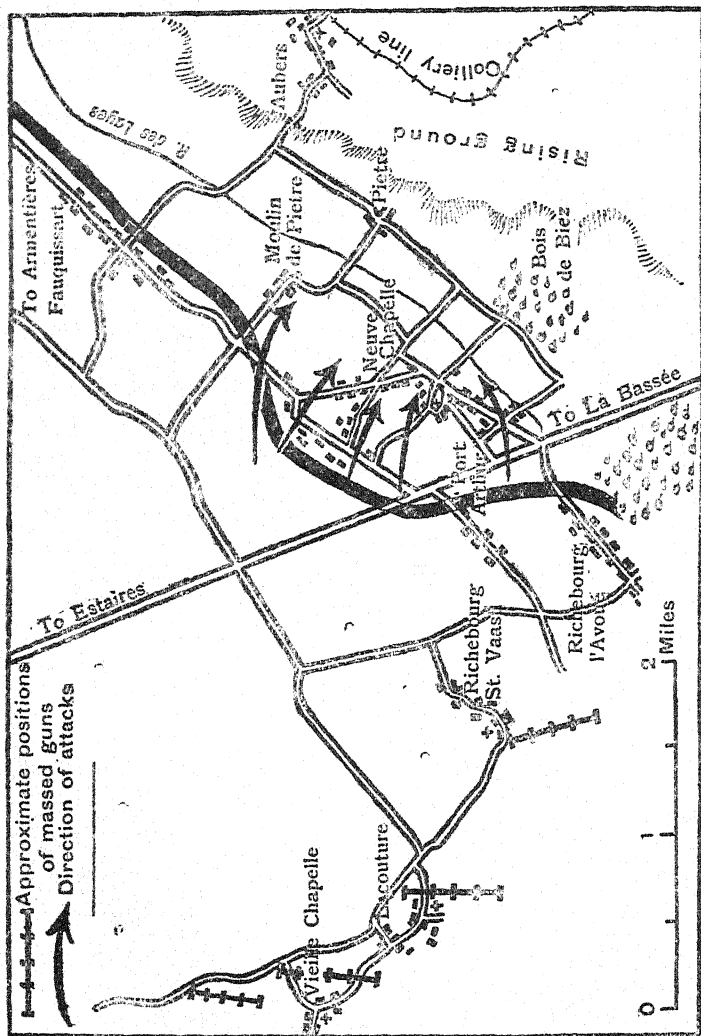 Approximate positions
of massed guns
Direction of attacks
To Estaires
To Armentières
Fauquissart
R. des Layes
Aubers
Colliery line
Rising ground
Moulin
de Pietre
Pietre
Neuve
Chapelle
Bois
de Biez
To La Bassée
Port
Arthur
Richebourg
l'Avoué
Richebourg
St. Vaas
Lacouture
Vieille Chapelle
0 1 2 Miles